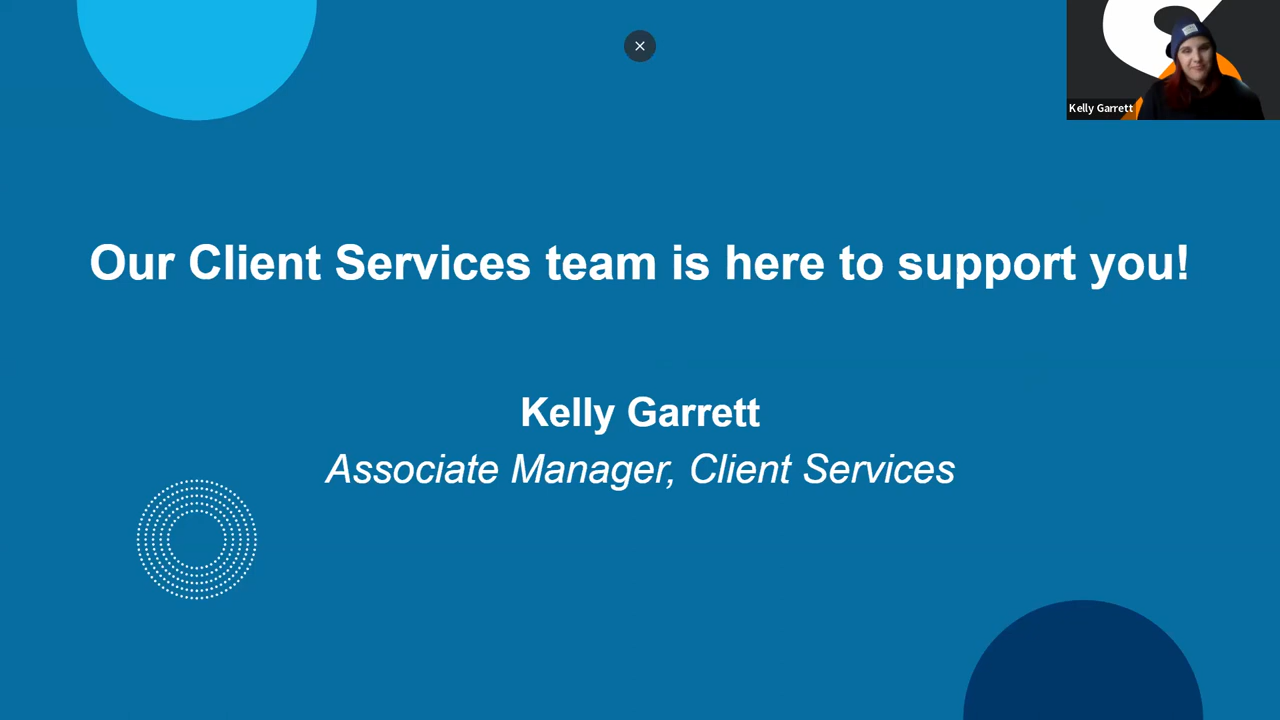 Kelly Garrett
Our Client Services team is here to support you!
Kelly Garrett
Associate Manager, Client Services